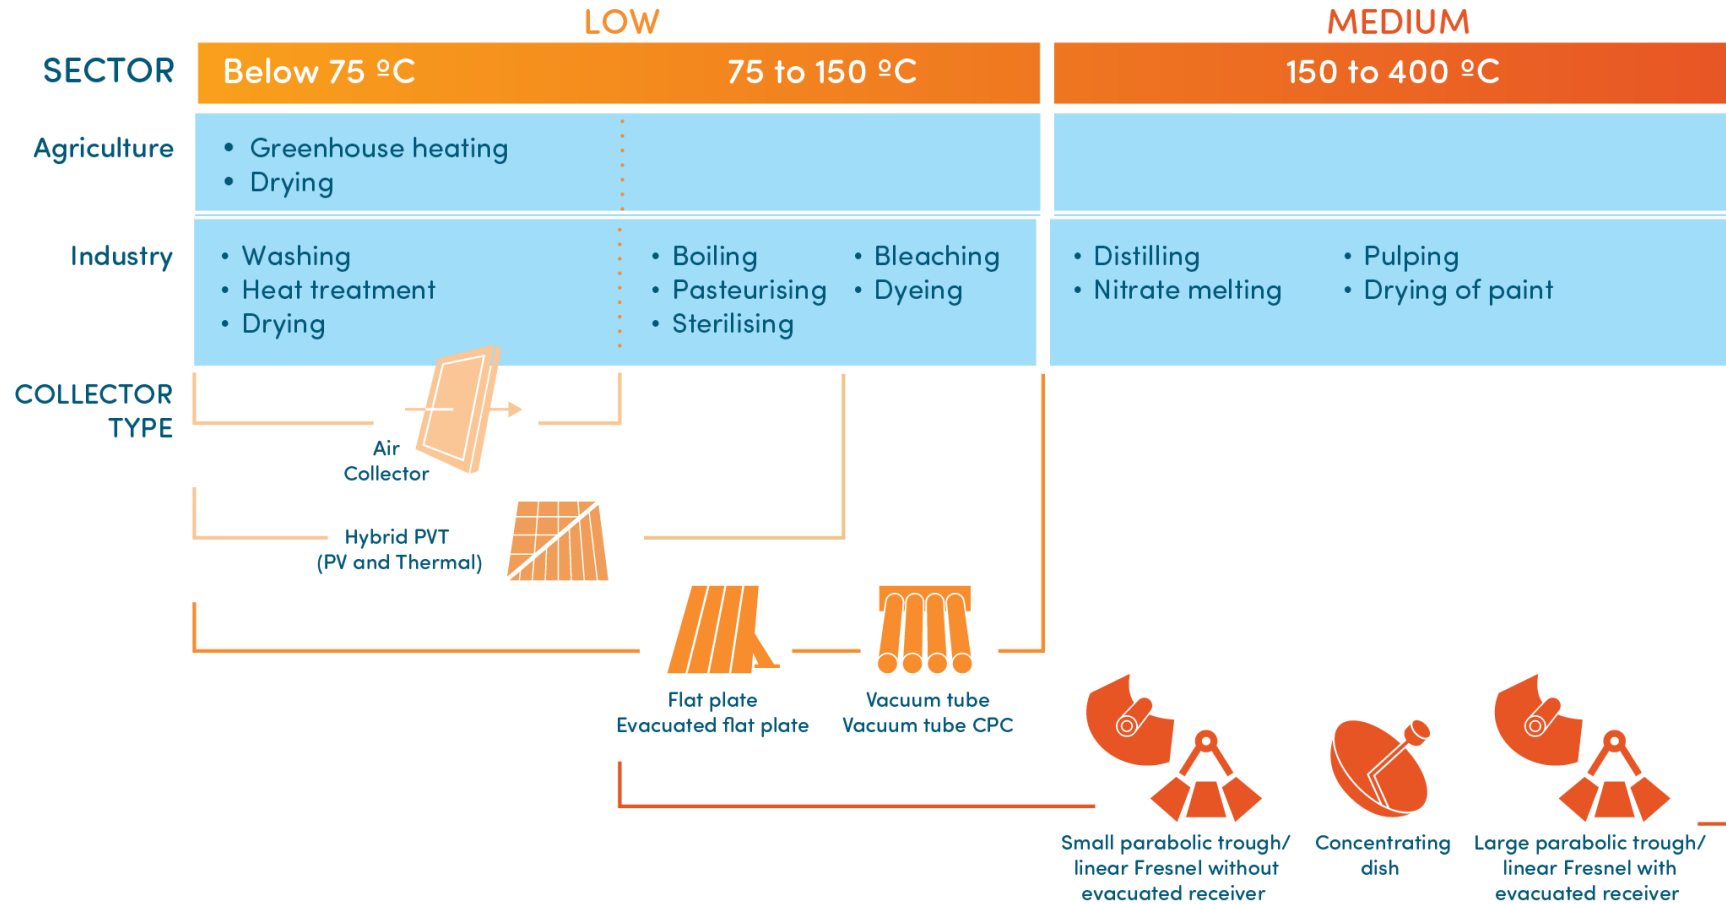 LOW
MEDIUM
SECTOR
Below 75 ºC
75 to 150 ºC
150 to 400 ºC
Agriculture
• Greenhouse heating
• Drying
Industry
• Washing
• Heat treatment
• Drying
• Boiling
• Pasteurising
• Sterilising
• Bleaching
• Dyeing
• Distilling
• Nitrate melting
• Pulping
• Drying of paint
COLLECTOR
TYPE
Air
Collector
Hybrid PVT
(PV and Thermal)
Flat plate
Evacuated flat plate
Vacuum tube
Vacuum tube CPC
Small parabolic trough/
linear Fresnel without
evacuated receiver
Concentrating
dish
Large parabolic trough/
linear Fresnel with
evacuated receiver